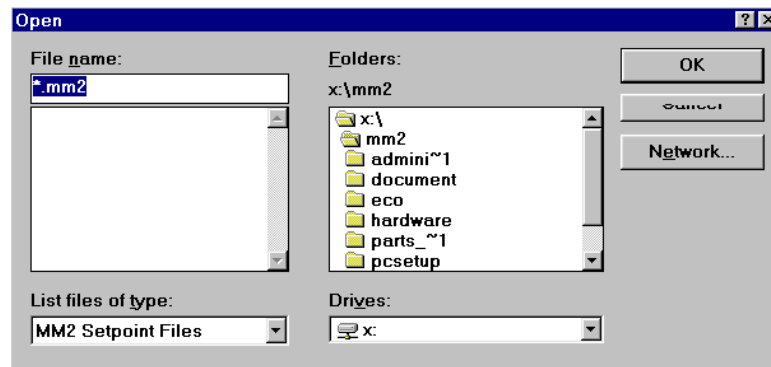 Open
File name:
*.mm2
List files of type:
MM2 Setpoint Files
Folders:
x:\mm2
x:\
mm2
admini~1
document
eco
hardware
parts_~1
pcsetup
Drives:
x:
OK
Network...